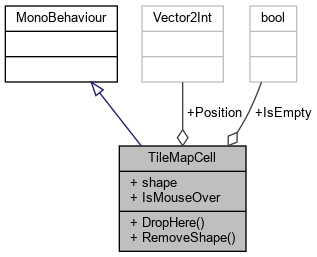 MonoBehaviour
Vector2Int
bool
+Position
+IsEmpty
TileMapCell
+ shape
+ IsMouseOver
+ DropHere()
+ RemoveShape()